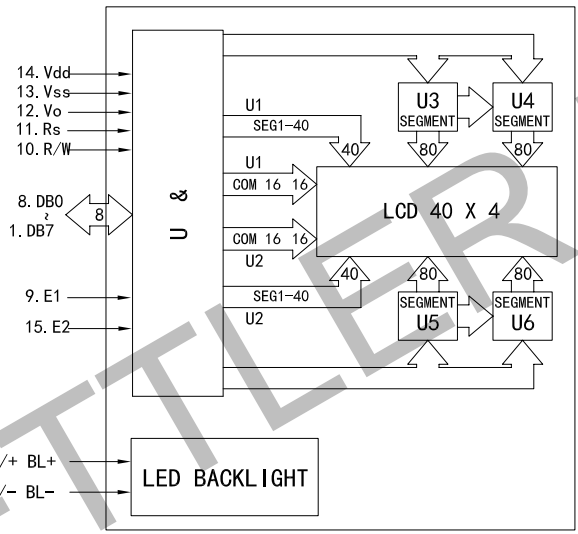 14. Vdd
13. Vss
12. Vo
11. Rs
10. R/W
8. DB0
~
1. DB7
8
9. E1
15. E2
U &
U1
SEG1-40
40
U1
COM 16 16
COM 16 16
U2
40
SEG1-40
U2
U3
SEGMENT
80
U4
SEGMENT
80
LCD 40 X 4
80
SEGMENT
U5
80
SEGMENT
U6
/+ BL+
/- BL-
LED BACKLIGHT
TTLER